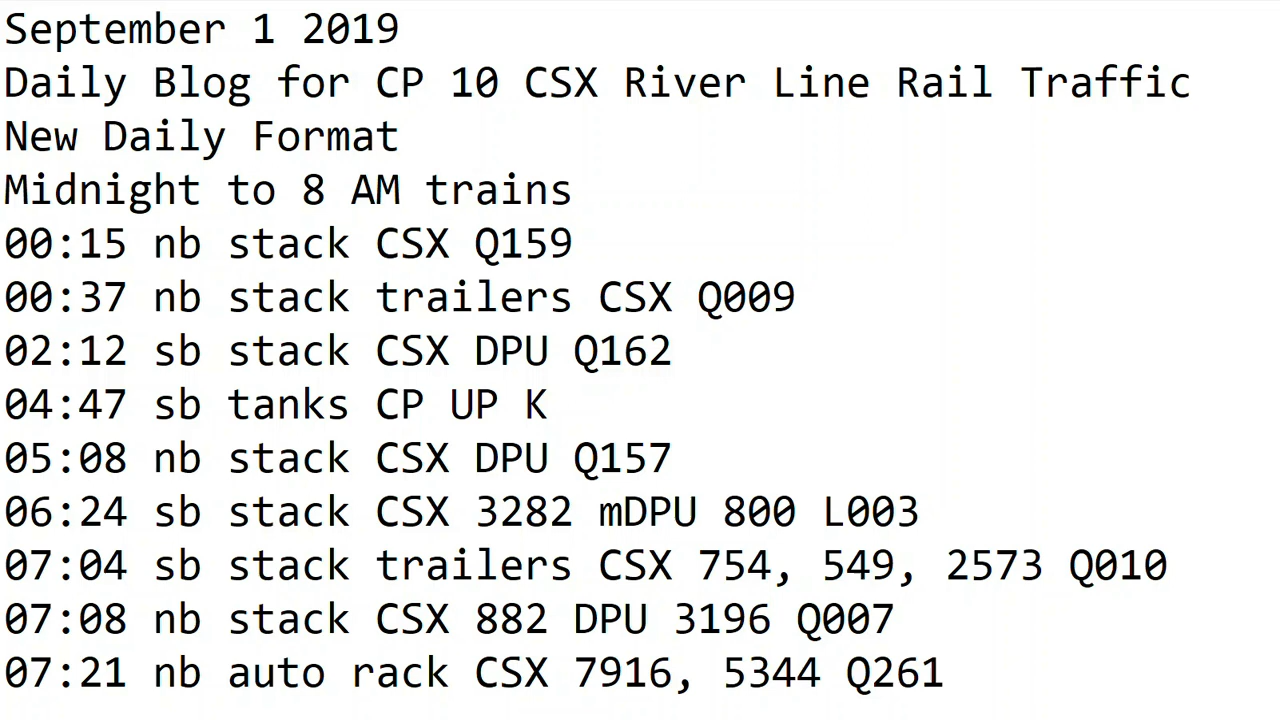 September 1 2019
Daily Blog for CP 10 CSX River Line Rail Traffic
New Daily Format
Midnight to 8 AM trains
00:15 nb stack CSX Q159
00:37 nb stack trailers CSX Q009
02:12 sb stack CSX DPU Q162
04:47 sb tanks CP UP K
05:08 nb stack CSX DPU Q157
06:24 sb stack CSX 3282 mDPU 800 L003
07:04 sb stack trailers CSX 754, 549, 2573 Q010
07:08 nb stack CSX 882 DPU 3196 Q007
07:21 nb auto rack CSX 7916, 5344 Q261